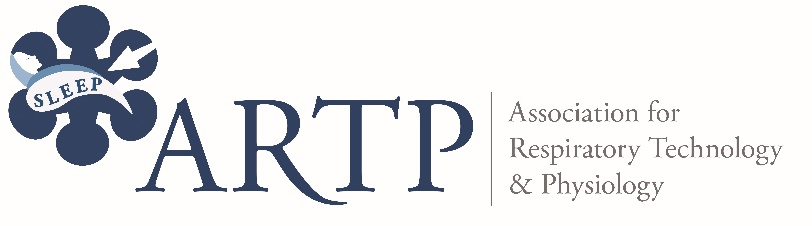 SLEEP
ARTP
Association for
Respiratory Technology
& Physiology